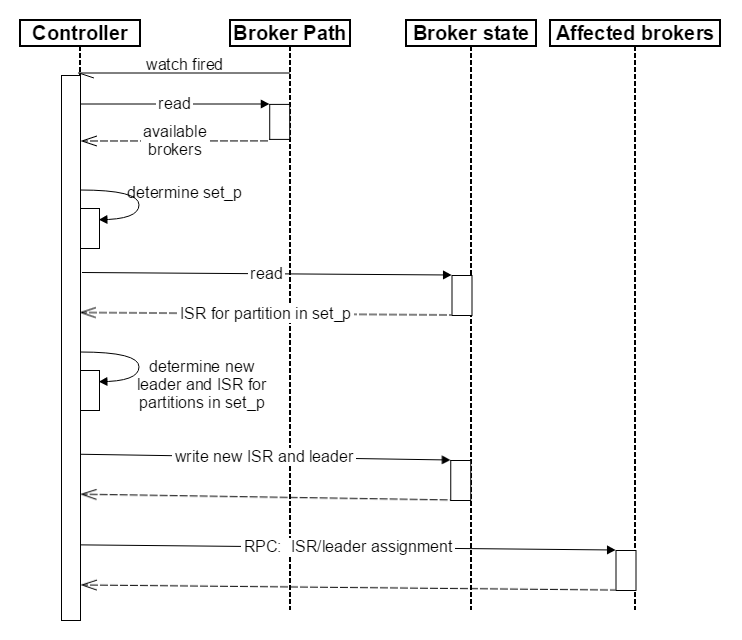 Controller
Broker Path
Broker state
Affected brokers
watch fired
read
available
brokers
determine set_p
read
ISR for partition in set_p
determine new
leader and ISR for
partitions in set_p
write new ISR and leader
RPC: ISR/leader assignment